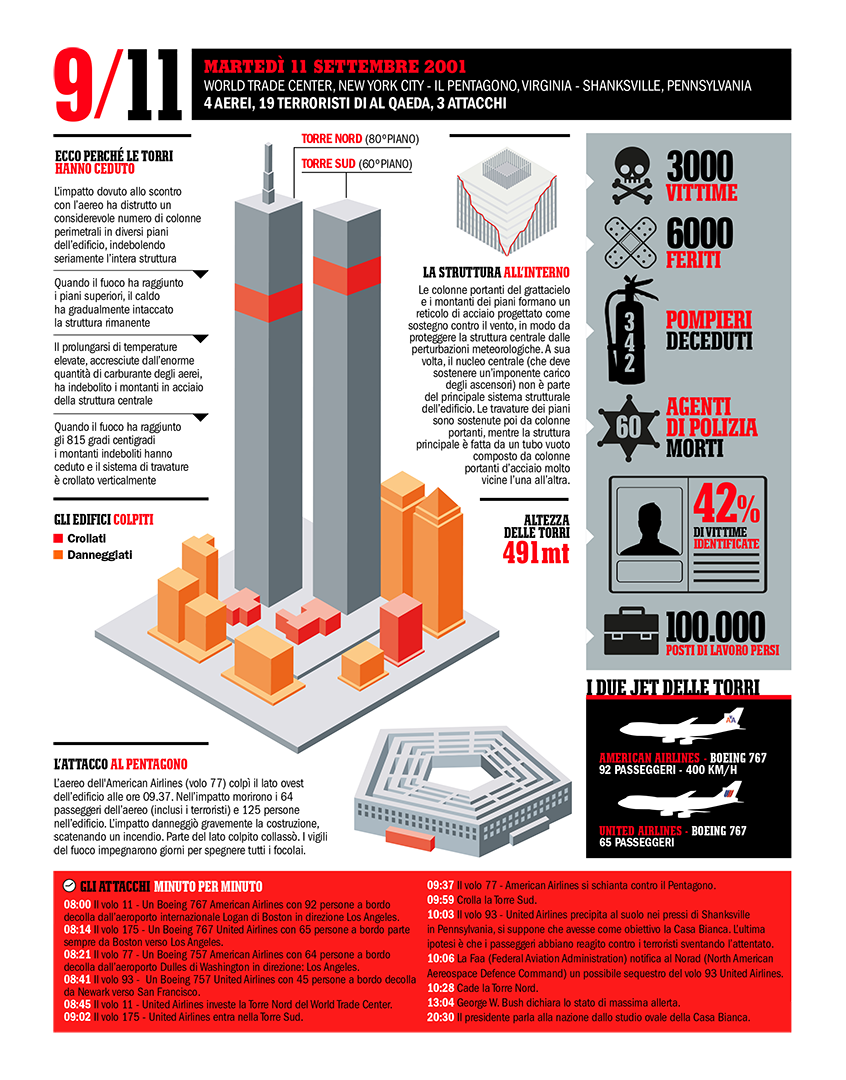 9/11
MARTEDÌ 11 SETTEMBRE 2001
WORLD TRADE CENTER, NEW YORK CITY - IL PENTAGONO, VIRGINIA - SHANKSVILLE, PENNSYLVANIA
4 AEREI, 19 TERRORISTI DI AL QAEDA, 3 ATTACCHI
ECCO PERCHÉ LE TORRI
HANNO CEDUTO
L'impatto dovuto allo scontro
con l'aereo ha distrutto un
considerevole numero di colonne
perimetrali in diversi piani
dell'edificio, indebolendo
seriamente l'intera struttura
Quando il fuoco ha raggiunto
i piani superiori, il caldo
ha gradualmente intaccato
la struttura rimanente
Il prolungarsi di temperature
elevate, accresciute dall'enorme
quantità di carburante degli aerei,
ha indebolito i montanti in acciaio
della struttura centrale
Quando il fuoco ha raggiunto
gli 815 gradi centigradi
i montanti indeboliti hanno
ceduto e il sistema di travature
è crollato verticalmente
GLI EDIFICI COLPITI
Crollati
Danneggiati
TORRE NORD (80°PIANO)
TORRE SUD (60°PIANO)
LA STRUTTURA ALL'INTERNO
Le colonne portanti del grattacielo
e i montanti dei piani formano un
reticolo di acciaio progettato come
sostegno contro il vento, in modo da
proteggere la struttura centrale dalle
perturbazioni meteorologiche. A sua
volta, il nucleo centrale (che deve
sostenere un'imponente carico
degli ascensori) non è parte
del principale sistema strutturale
dell'edificio. Le travature dei piani
sono sostenute poi da colonne
portanti, mentre la struttura
principale è fatta da un tubo vuoto
composto da colonne
portanti d'acciaio molto
vicine l'una all'altra.
ALTEZZA
DELLE TORRI
491mt
3000
VITTIME
6000
FERITI
342
POMPIERI
DECEDUTI
60
AGENTI
DI POLIZIA
MORTI
42%
DI VITTIME
IDENTIFICATE
100.000
POSTI DI LAVORO PERSI
I DUE JET DELLE TORRI
AA
AMERICAN AIRLINES - BOEING 767
92 PASSEGGERI - 400 KM/H
UNITED AIRLINES - BOEING 767
65 PASSEGGERI
L'ATTACCO AL PENTAGONO
L'aereo dell'American Airlines (volo 77) colpì il lato ovest
dell'edificio alle ore 09.37. Nell'impatto morirono i 64
passeggeri dell'aereo (inclusi i terroristi) e 125 persone
nell'edificio. L'impatto danneggiò gravemente la costruzione,
scatenando un incendio. Parte del lato colpito collassò. I vigili
del fuoco impegnarono giorni per spegnere tutti i focolai.
GLI ATTACCHI MINUTO PER MINUTO
08:00 Il volo 11 - Un Boeing 767 American Airlines con 92 persone a bordo
decolla dall'aeroporto internazionale Logan di Boston in direzione Los Angeles.
08:14 Il volo 175 - Un Boeing 767 United Airlines con 65 persone a bordo parte
sempre da Boston verso Los Angeles.
08:21 Il volo 77 - Un Boeing 757 American Airlines con 64 persone a bordo
decolla dall'aeroporto Dulles di Washington in direzione: Los Angeles.
08:41 Il volo 93 - Un Boeing 757 United Airlines con 45 persone a bordo decolla
da Newark verso San Francisco.
08:45 Il volo 11 - United Airlines investe la Torre Nord del World Trade Center.
09:02 Il volo 175 - United Airlines entra nella Torre Sud.
09:37 Il volo 77 - American Airlines si schianta contro il Pentagono.
09:59 Crolla la Torre Sud.
10:03 Il volo 93 - United Airlines precipita al suolo nei pressi di Shanksville
in Pennsylvania, si suppone che avesse come obiettivo la Casa Bianca. L'ultima
ipotesi è che i passeggeri abbiano reagito contro i terroristi sventando l'attentato.
10:06 La Faa (Federal Aviation Administration) notifica al Norad (North American
Aereospace Defence Command) un possibile sequestro del volo 93 United Airlines.
10:28 Cade la Torre Nord.
13:04 George W. Bush dichiara lo stato di massima allerta.
20:30 Il presidente parla alla nazione dallo studio ovale della Casa Bianca.